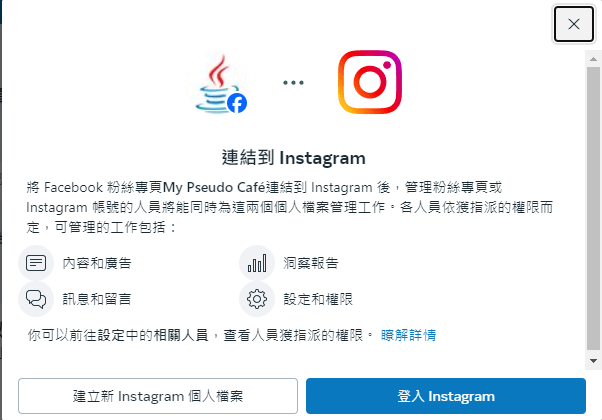 連結到 Instagram
將 Facebook 粉絲專頁My Pseudo Café連結到 Instagram 後，管理粉絲專頁或
Instagram 帳號的人員將能同時為這兩個個人檔案管理工作。各人員依獲指派的權限而
定，可管理的工作包括：
內容和廣告
洞察報告
訊息和留言
設定和權限
你可以前往設定中的相關人員，查看人員獲指派的權限。 瞭解詳情
建立新 Instagram 個人檔案
登入 Instagram